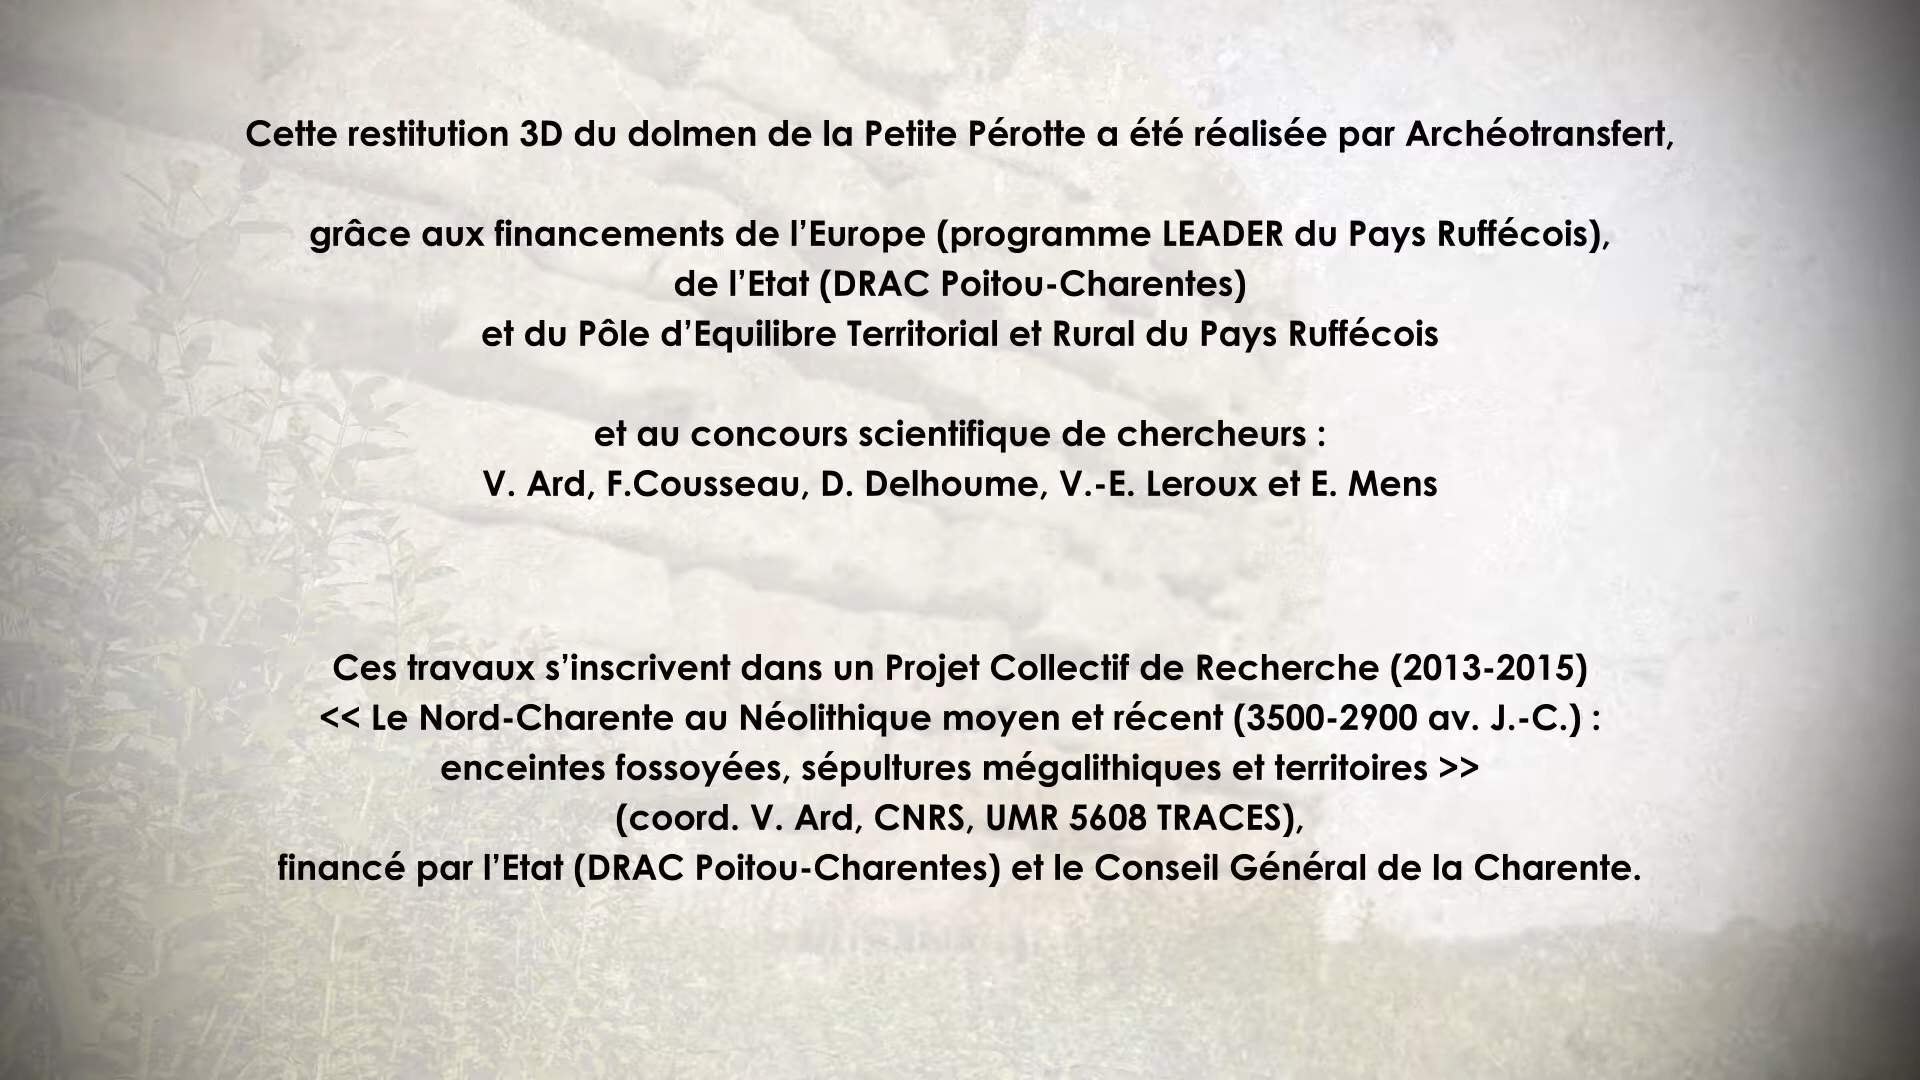 Cette restitution 3D du dolmen de la Petite Pérotte a été réalisée par Archéotransfert,
grâce aux financements de l’Europe (programme LEADER du Pays Ruffécois),
de l’Etat (DRAC Poitou-Charentes)
et du Pôle d’Equilibre Territorial et Rural du Pays Ruffécois
et au concours scientifique de chercheurs :
V. Ard, F.Cousseau, D. Delhoume, V.-E. Leroux et E. Mens
Ces travaux s’inscrivent dans un Projet Collectif de Recherche (2013-2015)
<< Le Nord-Charente au Néolithique moyen et récent (3500-2900 av. J.-C.) :
enceintes fossoyées, sépultures mégalithiques et territoires >>
(coord. V. Ard, CNRS, UMR 5608 TRACES),
financé par l’Etat (DRAC Poitou-Charentes) et le Conseil Général de la Charente.